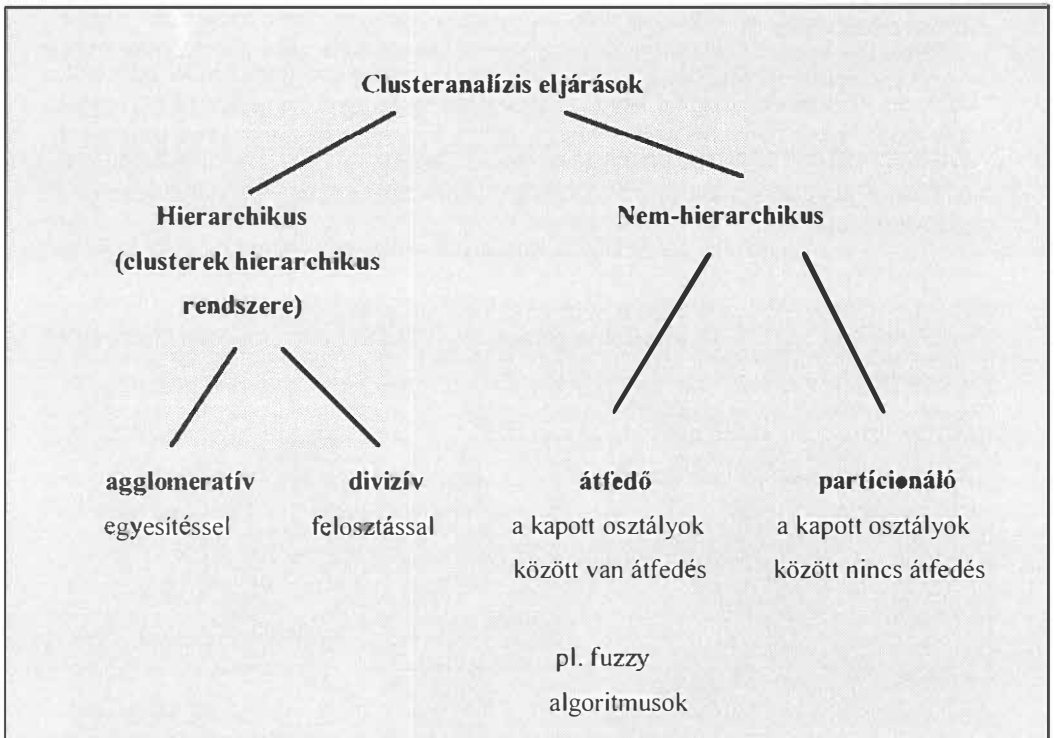 Clusteranalízis eljárások
Hierarchikus
(clusterek hierarchikus
rendszere)
Nem-hierarchikus
agglomeratív
egyesítéssel
divizív
felosztással
átfedő
a kapott osztályok
között van átfedés
pl. fuzzy
algoritmusok
partícionáló
a kapott osztályok
között nincs átfedés